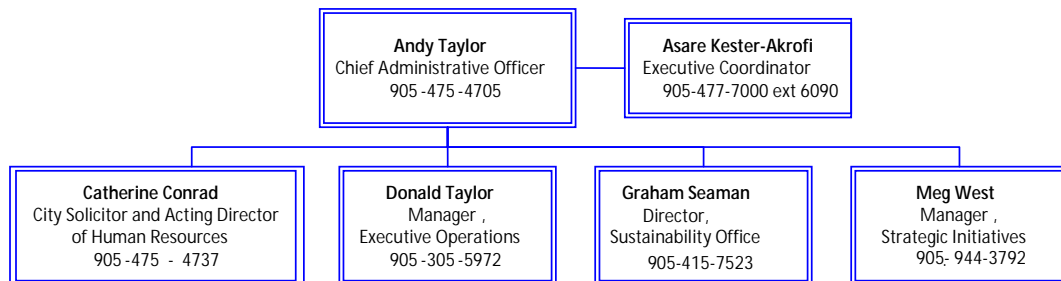 Andy Taylor
Chief Administrative Officer
905-475-4705
Asare Kester-Akrofi
Executive Coordinator
905-477-7000 ext 6090
Catherine Conrad
City Solicitor and Acting Director
of Human Resources
905-475 - 4737
Donald Taylor
Manager ,
Executive Operations
905-305-5972
Graham Seaman
Director,
Sustainability Office
905-415-7523
Meg West
Manager ,
Strategic Initiatives
905- 944-3792